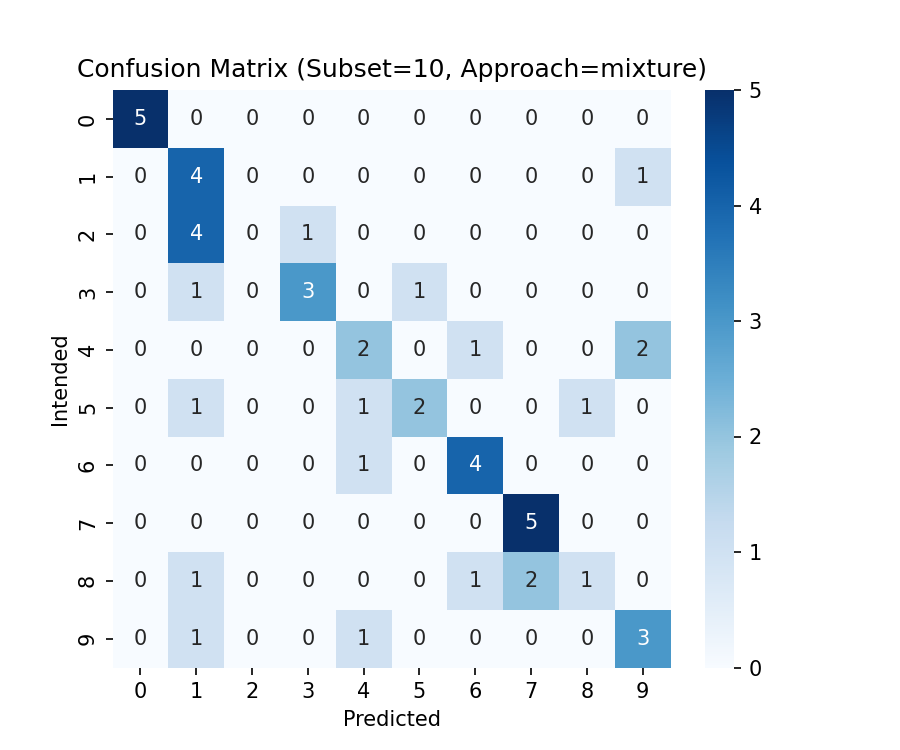 Confusion Matrix (Subset=10, Approach=mixture)
0 5 0 0 0 0 0 0 0 0 0
1 0 4 0 0 0 0 0 0 0 1
2 0 4 0 1 0 0 0 0 0 0
3 0 1 0 3 0 1 0 0 0 0
4 0 0 0 0 2 0 1 0 0 2
5 0 1 0 0 1 2 0 0 1 0
6 0 0 0 0 1 0 4 0 0 0
7 0 0 0 0 0 0 0 5 0 0
8 0 1 0 0 0 0 1 2 1 0
9 0 1 0 0 1 0 0 0 0 3
0 1 2 3 4 5 6 7 8 9
Predicted
Intended
5
4
3
2
1
0